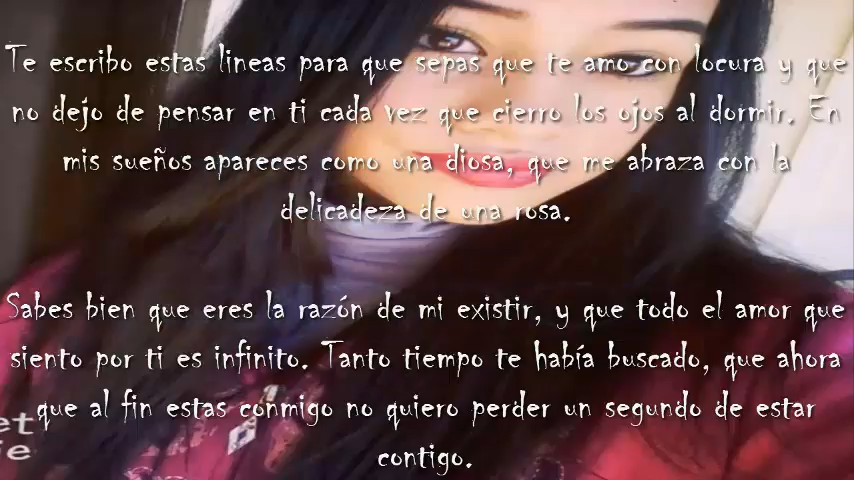 Te escribo estas lineas para que sepas que te amo con locura y que
no dejo de pensar en ti cada vez que cierro los ojos al dormir. En
mis sueños apareces como una diosa, que me abraza con la
delicadeza de una rosa.
Sabes bien que eres la razón de mi existir, y que todo el amor que
siento por ti es infinito. Tanto tiempo te había buscado, que ahora
que al fin estas conmigo no quiero perder un segundo de estar
contigo.
et
ie